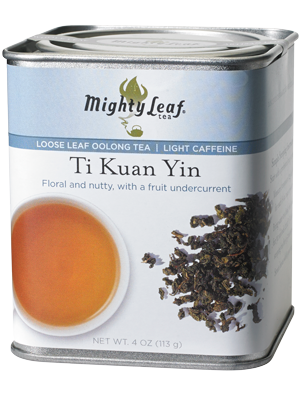 Mighty Leaf®
tea
LOOSE LEAF OOLONG TEA | LIGHT CAFFEINE
Ti Kuan Yin
Floral and nutty, with a fruit undercurrent
NET WT. 4 OZ (113 g)